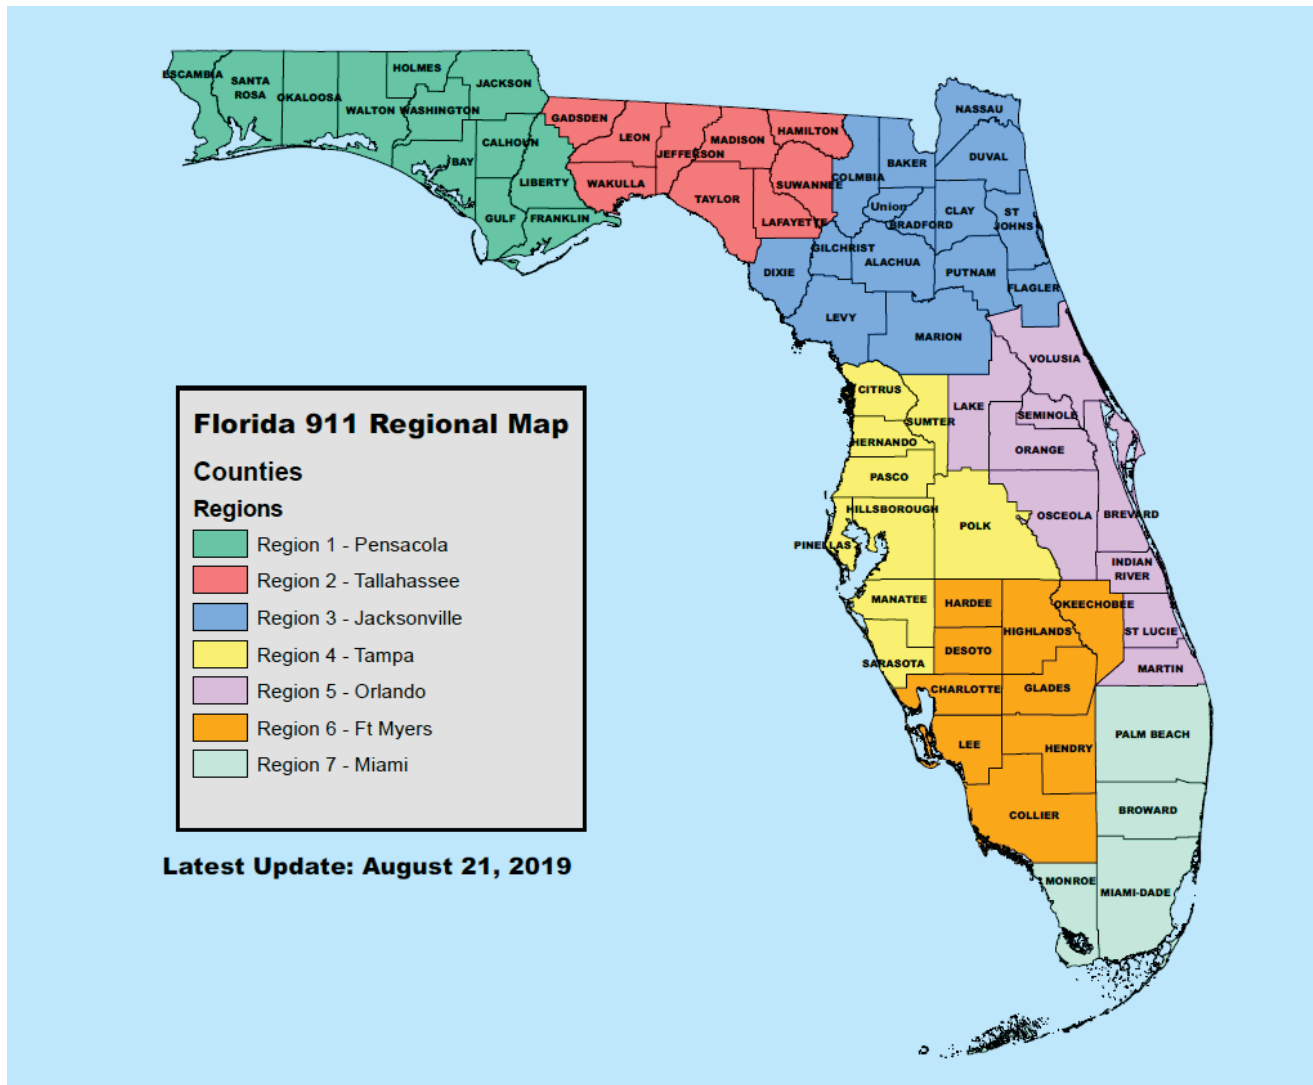 ESCAMBIA
SANTA
ROSA
OKALOOSA
WALTON
HOLMES
WASHINGTON
JACKSON
BAY
CALHOUN
GULF
LIBERTY
FRANKLIN
GADSDEN
LEON
WAKULLA
JEFFERSON
MADISON
TAYLOR
HAMILTON
SUWANNEE
LAFAYETTE
COLMBIA
BAKER
NASSAU
DUVAL
Union
BRADFORD
CLAY
ST
JOHNS
GILCHRIST
ALACHUA
PUTNAM
DIXIE
FLAGLER
LEVY
MARION
VOLUSIA
CITRUS
SUMTER
LAKE
SEMINOLE
HERNANDO
ORANGE
PASCO
HILLSBOROUGH
POLK
OSCEOLA
BREVARD
PINELLAS
INDIAN
RIVER
MANATEE
HARDEE
OKEECHOBEE
HIGHLANDS
ST LUCIE
DESOTO
SARASOTA
MARTIN
CHARLOTTE
GLADES
PALM BEACH
LEE
HENDRY
COLLIER
BROWARD
MONROE
MIAMI-DADE
Florida 911 Regional Map
Counties
Regions
Region 1 - Pensacola
Region 2 - Tallahassee
Region 3 - Jacksonville
Region 4 - Tampa
Region 5 - Orlando
Region 6 - Ft Myers
Region 7 - Miami
Latest Update: August 21, 2019